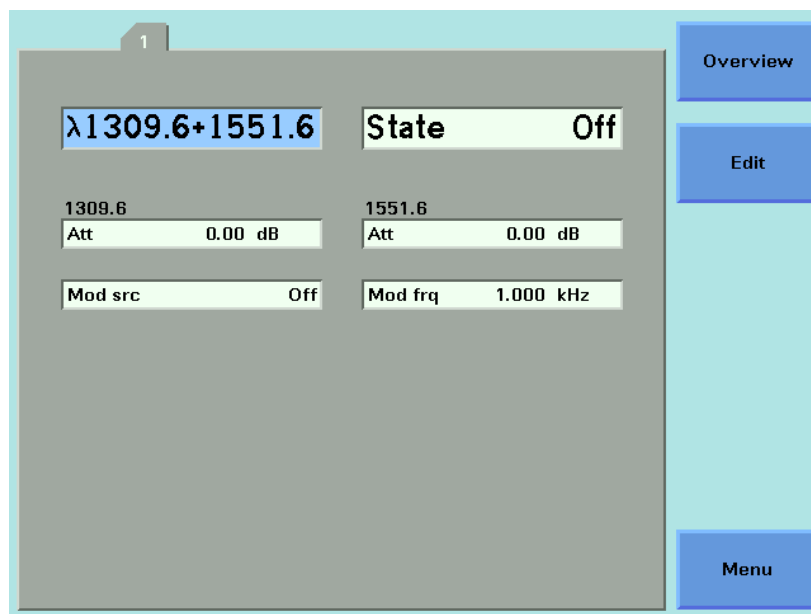 1
Overview
λ1309.6+1551.6
State Off
Edit
1309.6
1551.6
Att 0.00 dB
Att 0.00 dB
Mod src Off
Mod frq 1.000 kHz
Menu